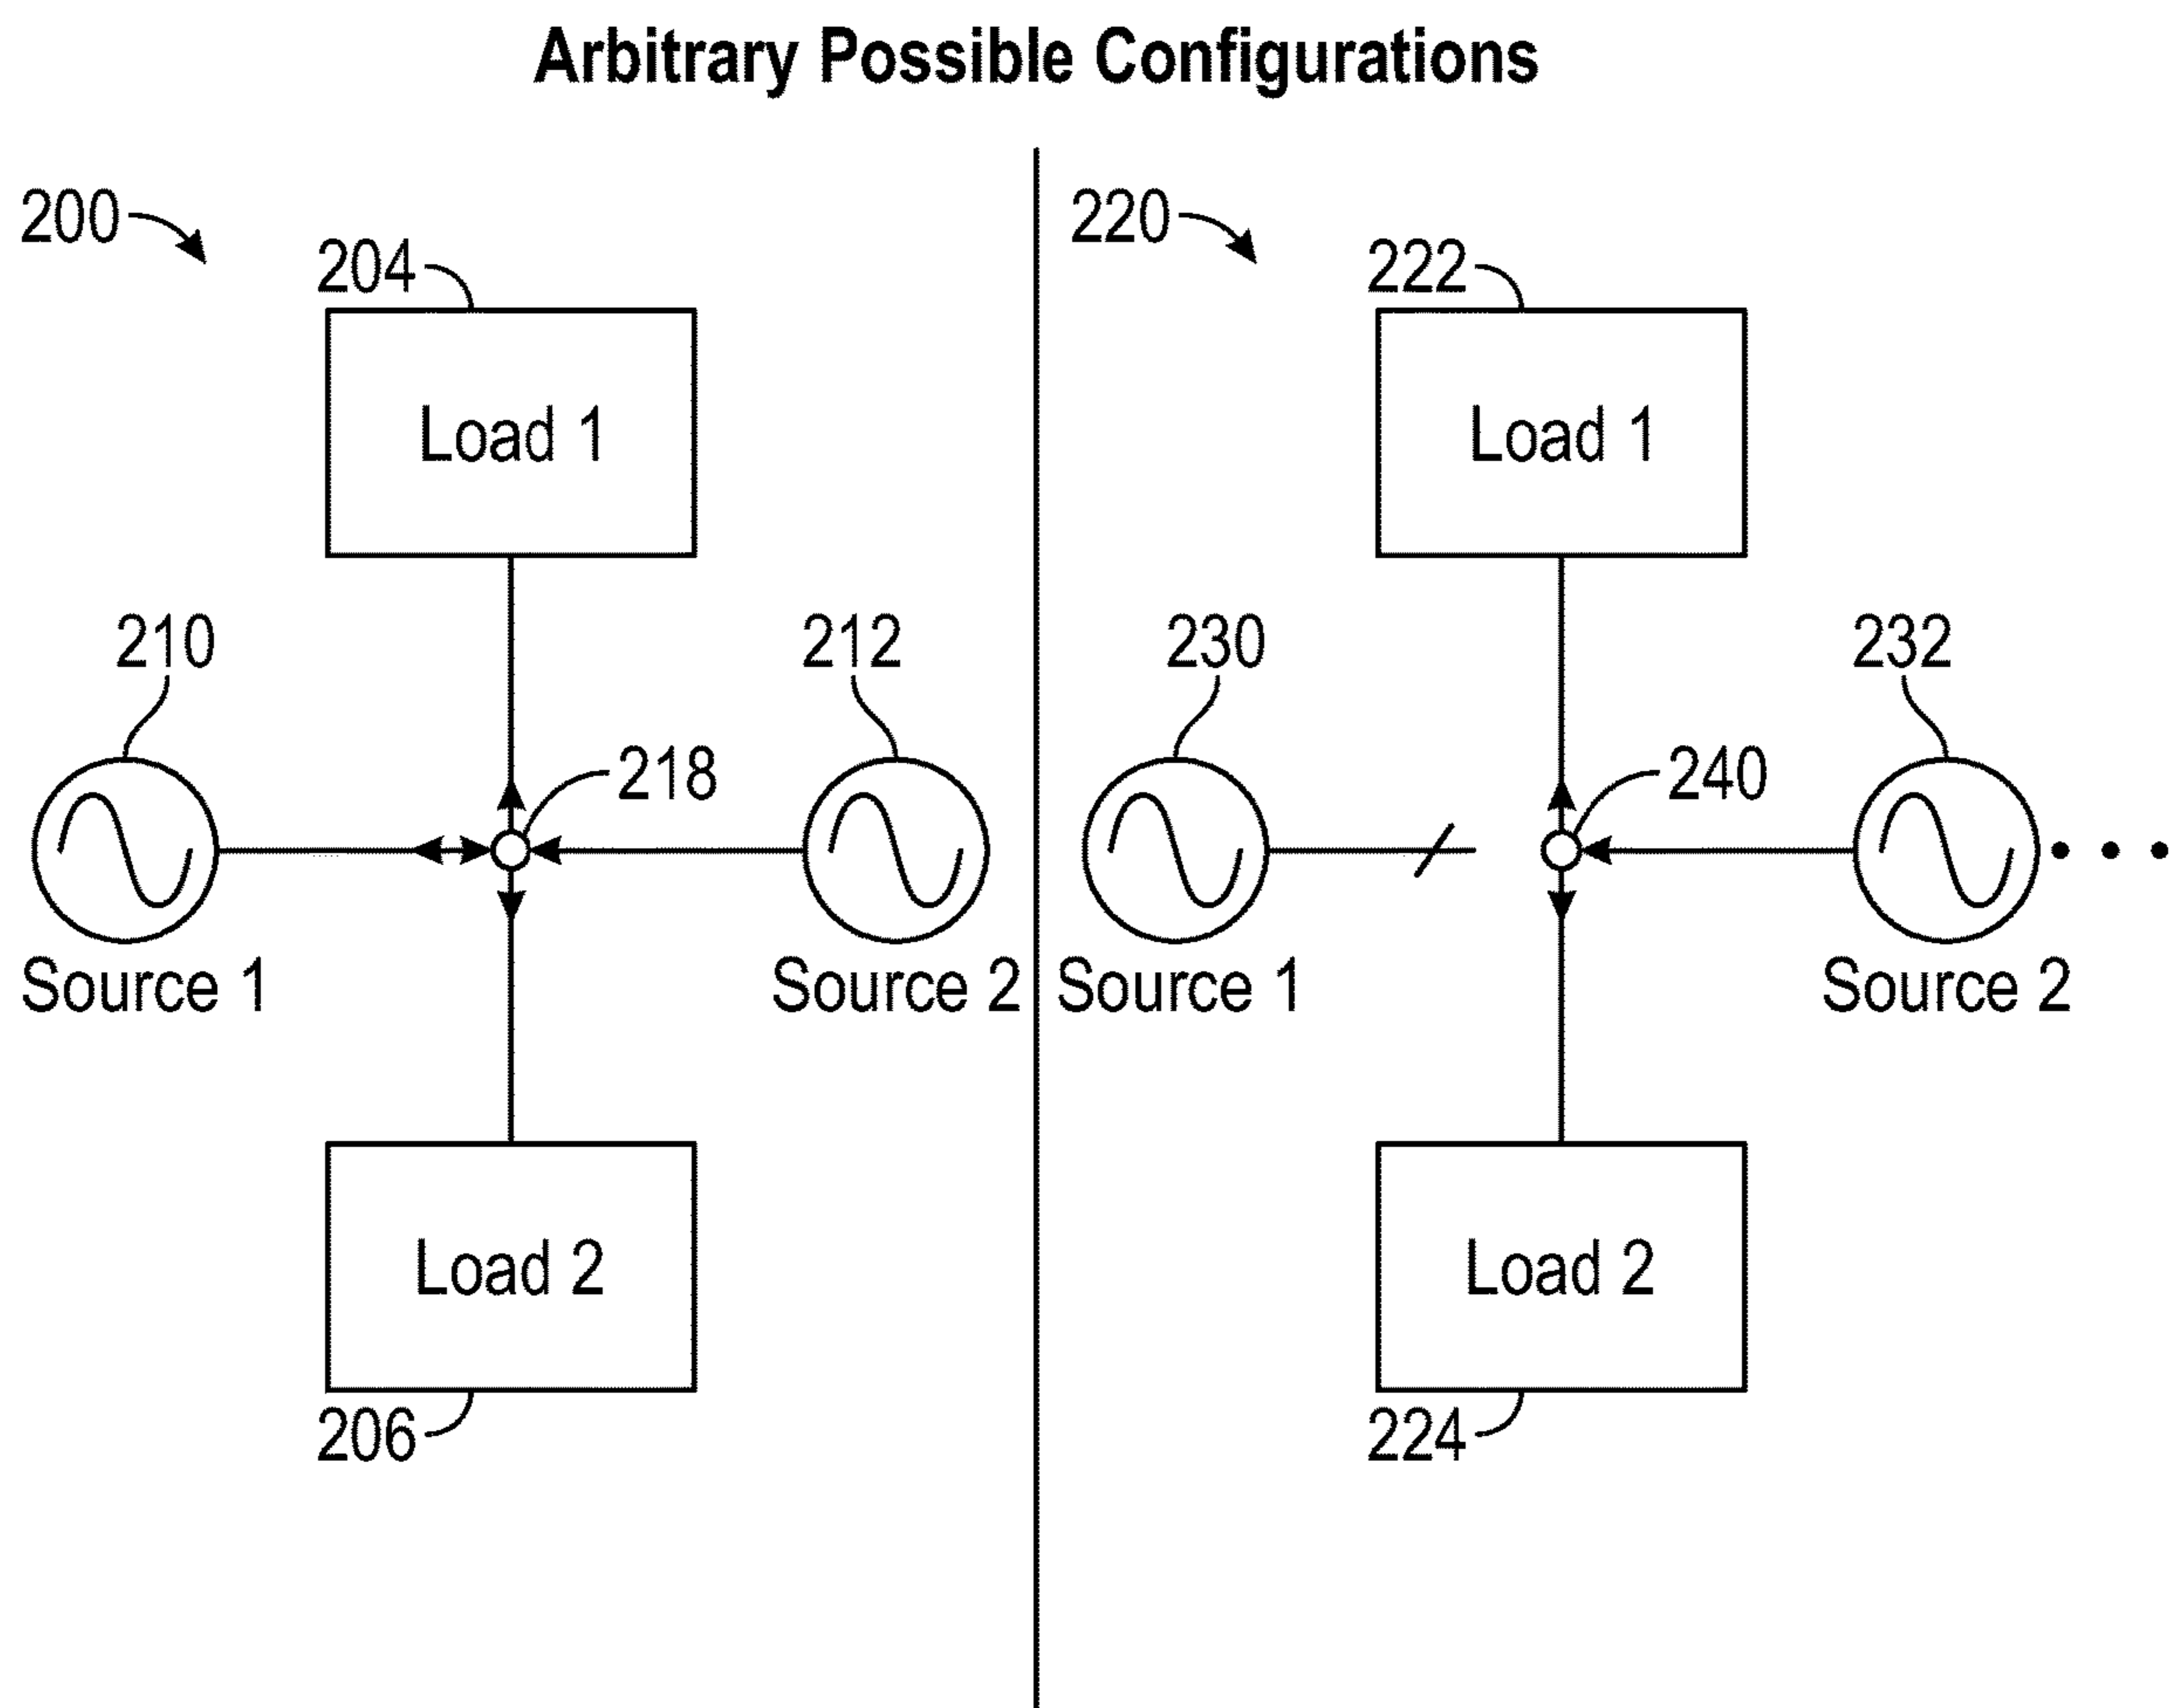 Arbitrary Possible Configurations
200
204
Load 1
210
212
218
Source 1
Source 2
Load 2
206
220
222
Load 1
230
232
240
Source 1
Source 2
Load 2
224